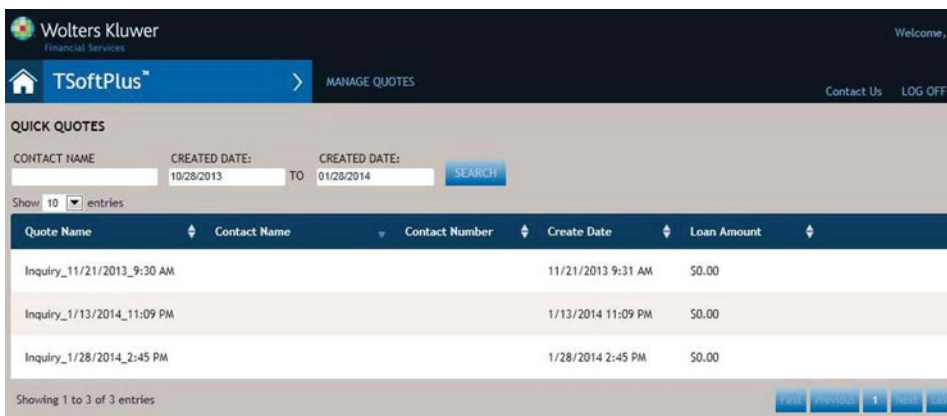 Wolters Kluwer
Financial Services
Welcome,
TSoftPlus™
MANAGE QUOTES
Contact Us LOG OFF
QUICK QUOTES
CONTACT NAME CREATED DATE: CREATED DATE:
10/28/2013 TO 01/28/2014 SEARCH
Show 10 entries
Quote Name Contact Name Contact Number Create Date Loan Amount
Inquiry_11/21/2013_9:30 AM 11/21/2013 9:31 AM $0.00
Inquiry_1/13/2014_11:09 PM 1/13/2014 11:09 PM $0.00
Inquiry_1/28/2014_2:45 PM 1/28/2014 2:45 PM $0.00
Showing 1 to 3 of 3 entries First Previous 1 Next